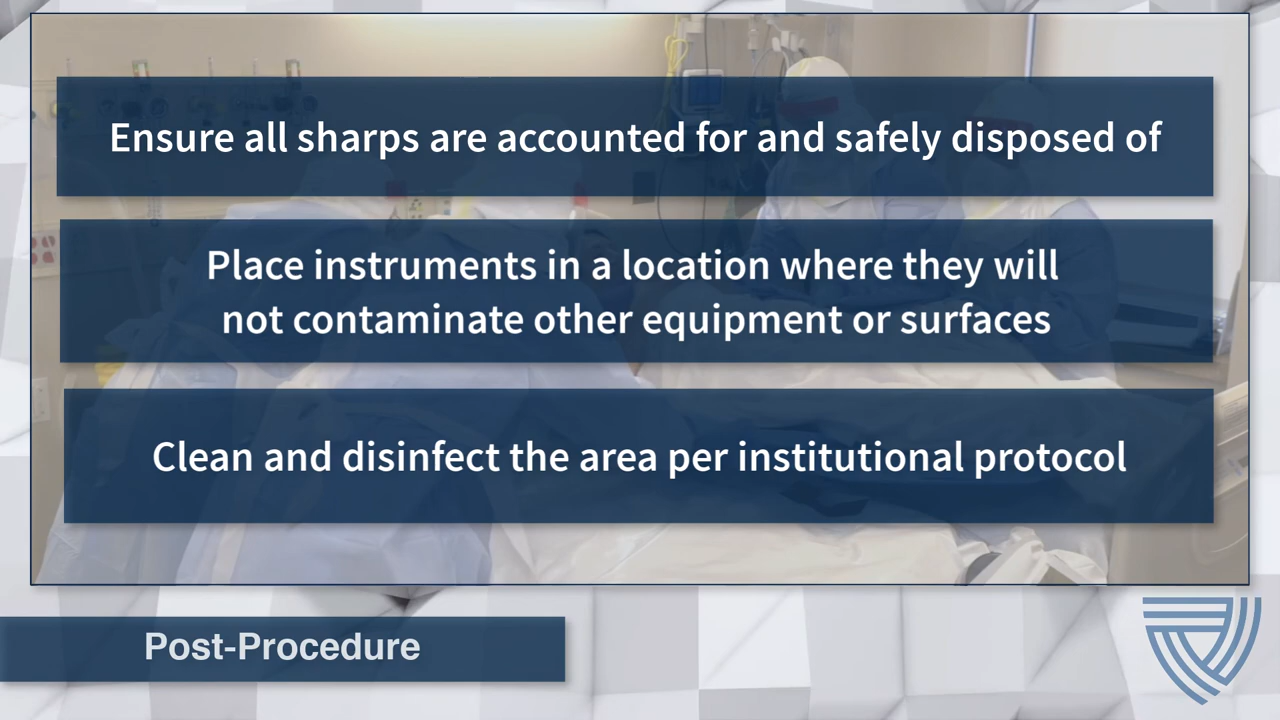 Ensure all sharps are accounted for and safely disposed of
Place instruments in a location where they will
not contaminate other equipment or surfaces
Clean and disinfect the area per institutional protocol
Post-Procedure